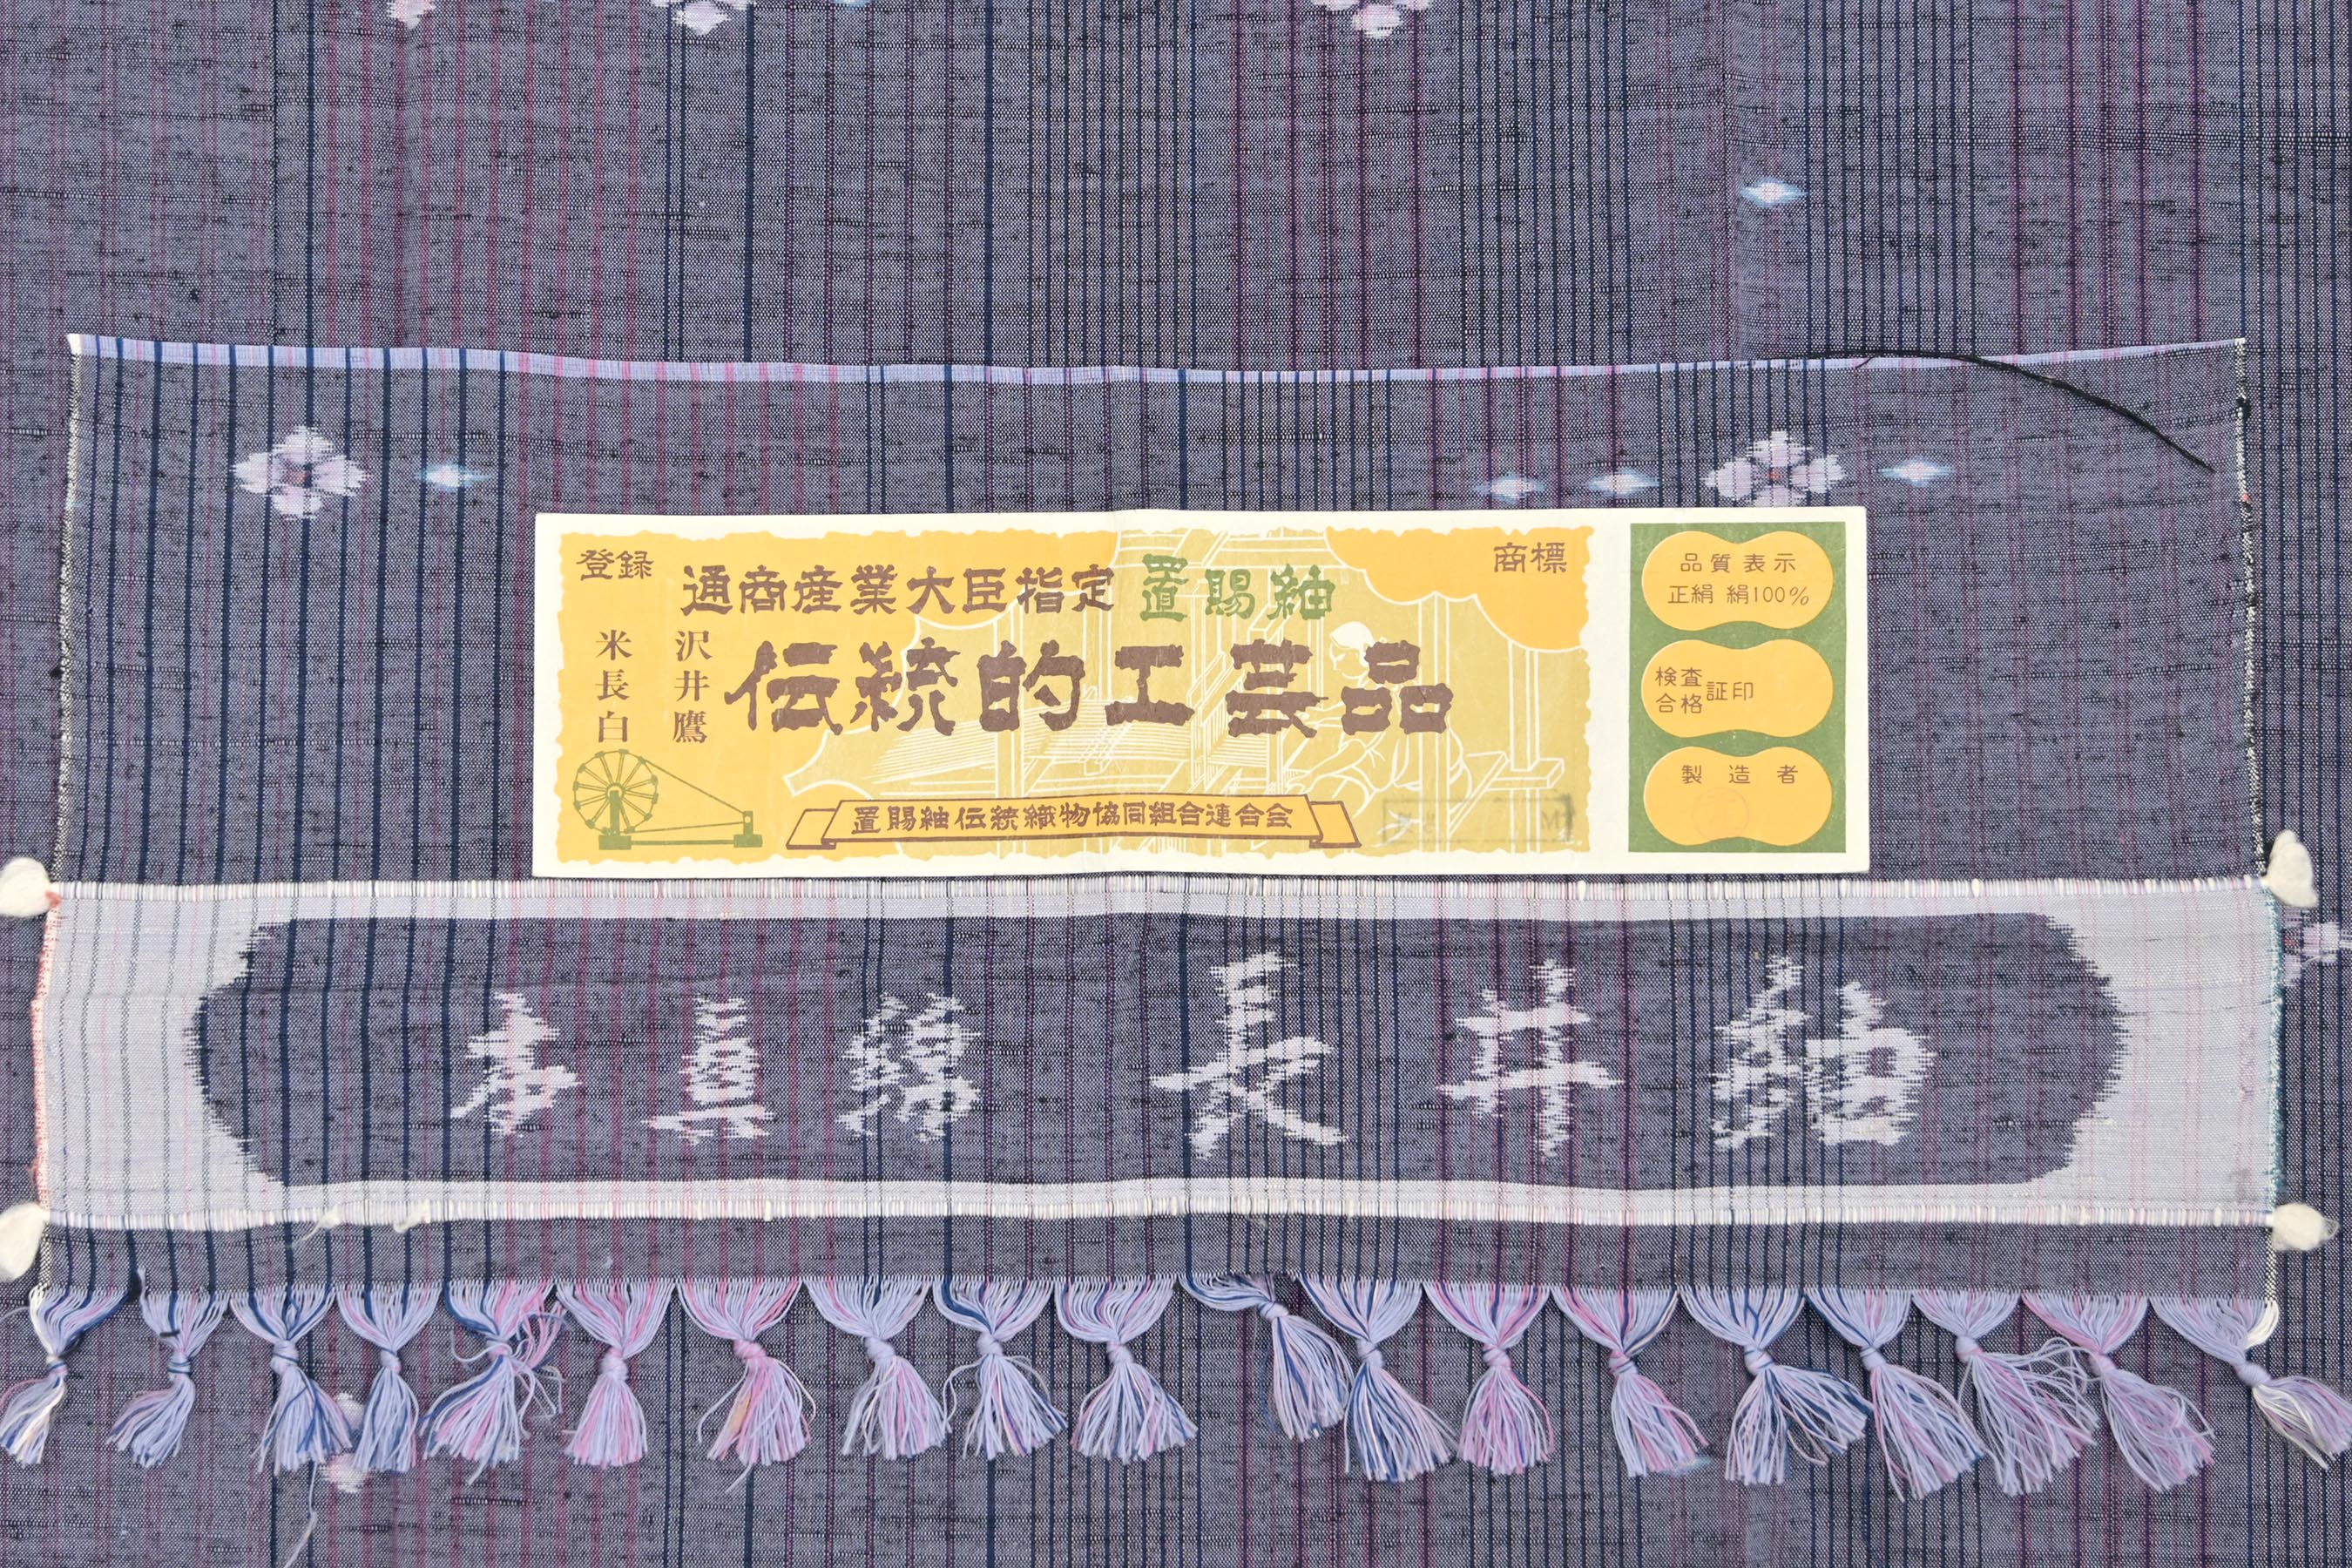 登録
商標
通商産業大臣指定 置賜紬
伝統的工芸品
米沢
長井
白鷹
置賜紬伝統織物協同組合連合会
品質表示
正絹 絹100%
検査合格証印
製造者
本真綿 長井紬